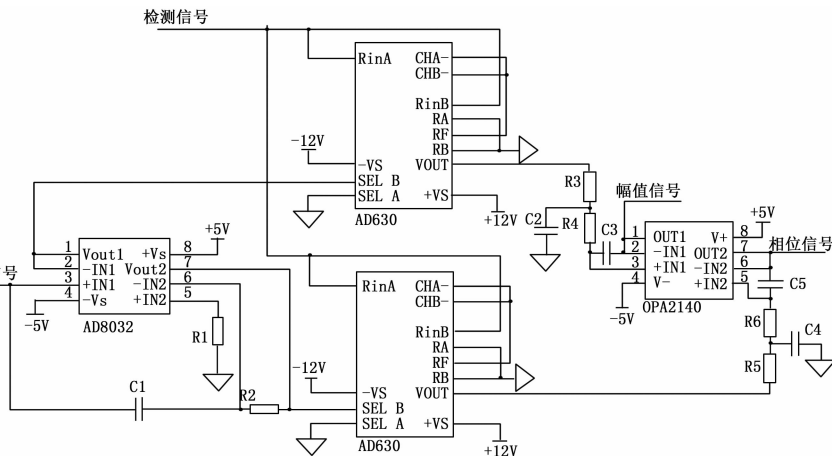 检测信号
RinA
CHA-
CHB-
RinB
RA
RF
RB
VOUT
-12V
-VS
SEL B
SEL A
+VS
+12V
AD630
R3
R4
C2
C3
幅值信号
1 OUT1 V+ 8
2 -IN1 OUT2 7
3 +IN1 -IN2 6
4 V- +IN2 5
OPA2140
+5V
-5V
相位信号
C5
R6
C4
R5
号
1 Vout1 +Vs 8
2 -IN1 Vout2 7
3 +IN1 -IN2 6
4 -Vs +IN2 5
AD8032
+5V
-5V
R1
C1
R2
RinA
CHA-
CHB-
RinB
RA
RF
RB
VOUT
-12V
-VS
SEL B
SEL A
+VS
+12V
AD630